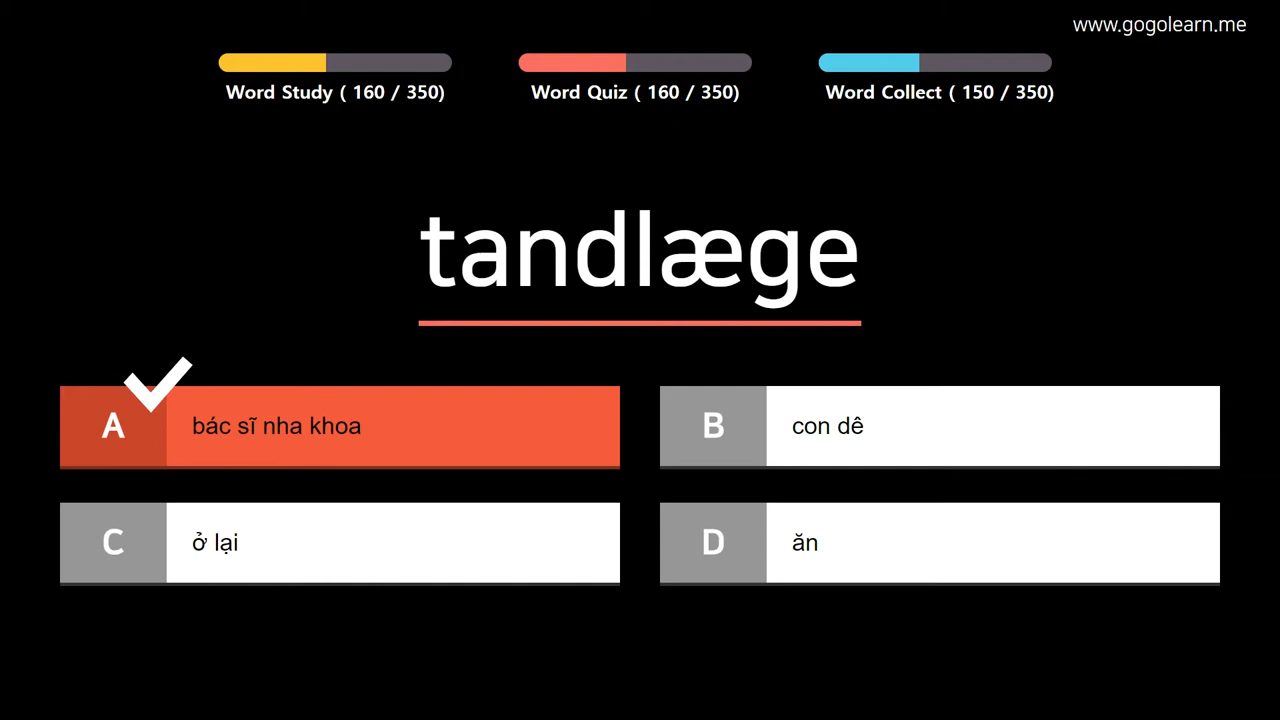 www.gogolearn.me
Word Study ( 160 / 350)
Word Quiz ( 160 / 350)
Word Collect ( 150 / 350)
tandlæge
A bác sĩ nha khoa
B con dê
C ở lại
D ăn